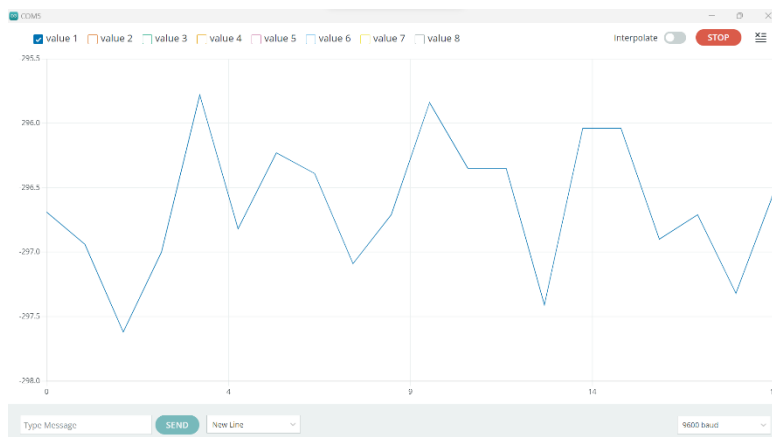 COM5
value 1 value 2 value 3 value 4 value 5 value 6 value 7 value 8 Interpolate STOP
-295.5
-296.0
-296.5
-297.0
-297.5
-298.0
0 4 9 14
Type Message SEND New Line 9600 baud